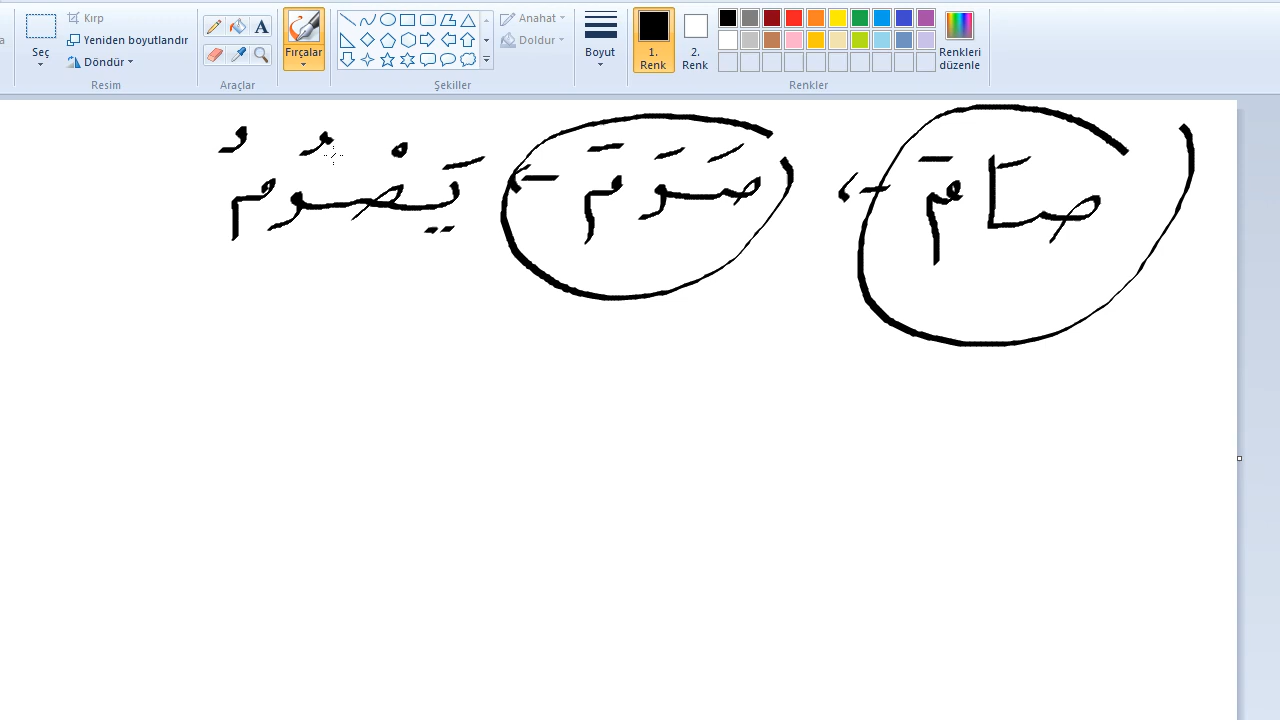 Kırp
Yeniden boyutlandır
Döndür
Seç
Resim
A
Araçlar
Fırçalar
Anahat
Doldur
Şekiller
Boyut
1. Renk
2. Renk
Renkleri düzenle
Renkler
صَامَ ← صَوَمَ ← يَصْوُمُ